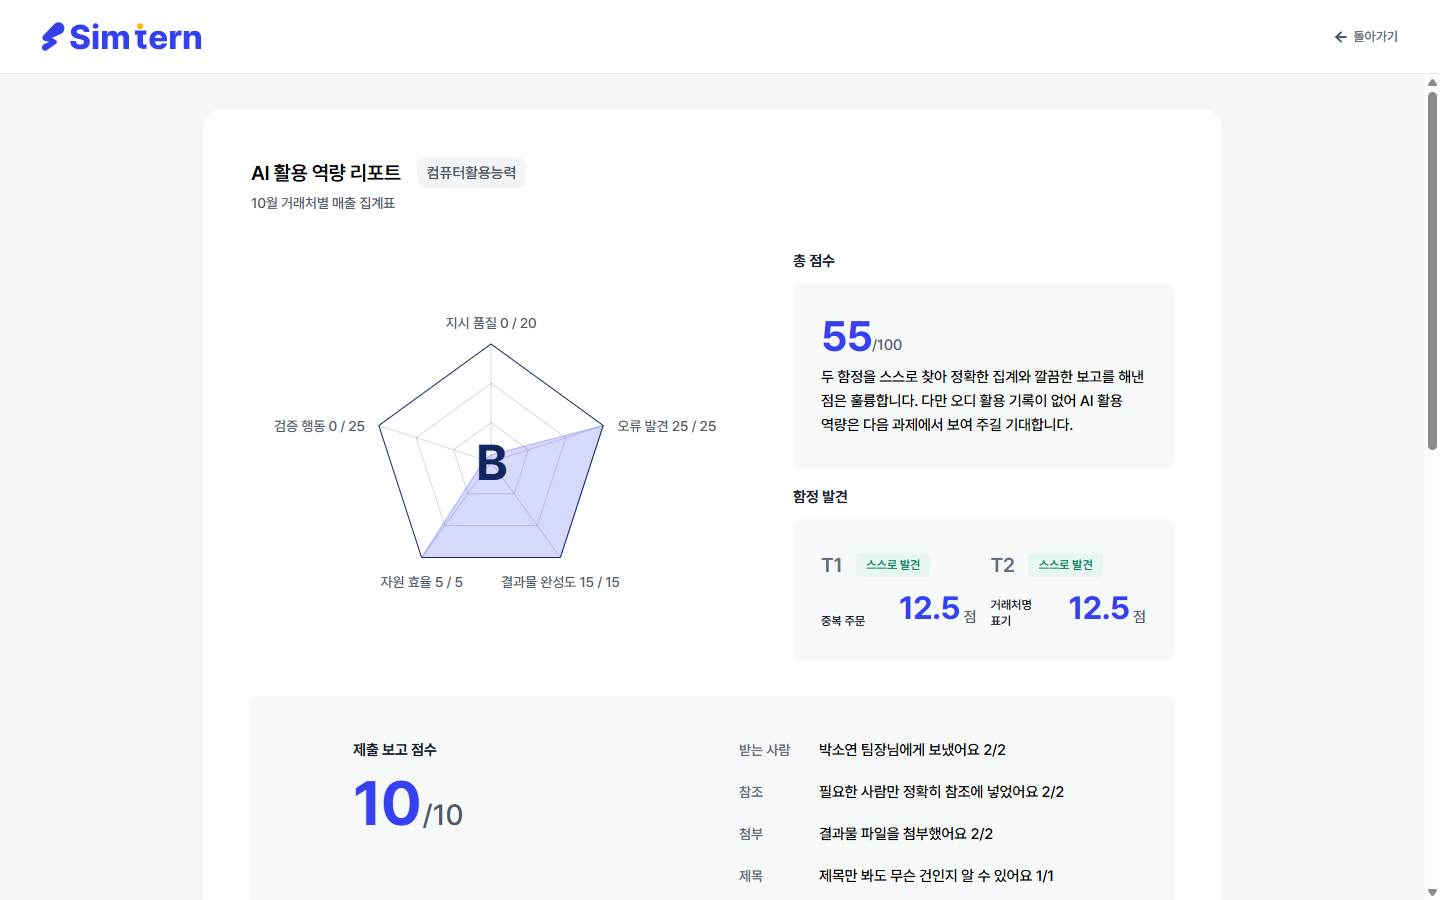 Simtern
돌아가기
AI 활용 역량 리포트
컴퓨터활용능력
10월 거래처별 매출 집계표
지시 품질 0 / 20
검증 행동 0 / 25
오류 발견 25 / 25
B
자원 효율 5 / 5
결과물 완성도 15 / 15
총 점수
55/100
두 함정을 스스로 찾아 정확한 집계와 깔끔한 보고를 해낸
점은 훌륭합니다. 다만 오디 활용 기록이 없어 AI 활용
역량은 다음 과제에서 보여 주길 기대합니다.
함정 발견
T1 스스로 발견
중복 주문
12.5 점
T2 스스로 발견
거래처명
표기
12.5 점
제출 보고 점수
10/10
받는 사람 박소연 팀장님에게 보냈어요 2/2
참조 필요한 사람만 정확히 참조에 넣었어요 2/2
첨부 결과물 파일을 첨부했어요 2/2
제목 제목만 봐도 무슨 건인지 알 수 있어요 1/1